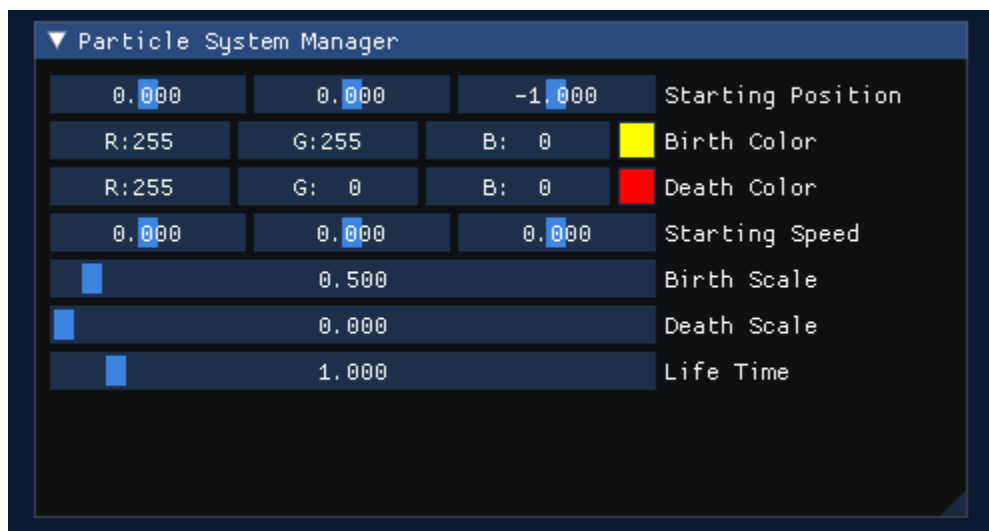 Particle System Manager
0.000 0.000 -1.000 Starting Position
R:255 G:255 B: 0 Birth Color
R:255 G: 0 B: 0 Death Color
0.000 0.000 0.000 Starting Speed
0.500 Birth Scale
0.000 Death Scale
1.000 Life Time